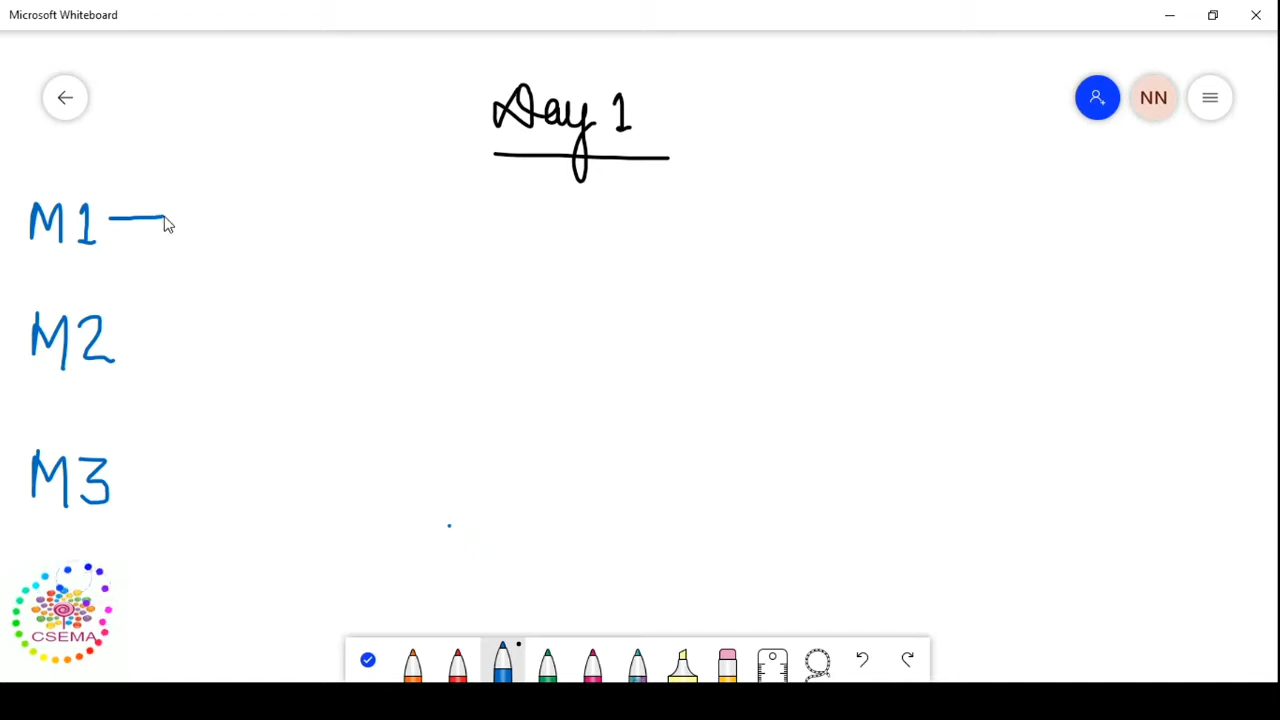 Microsoft Whiteboard
Day 1
NN
M1 —
M2
M3
CSEMA